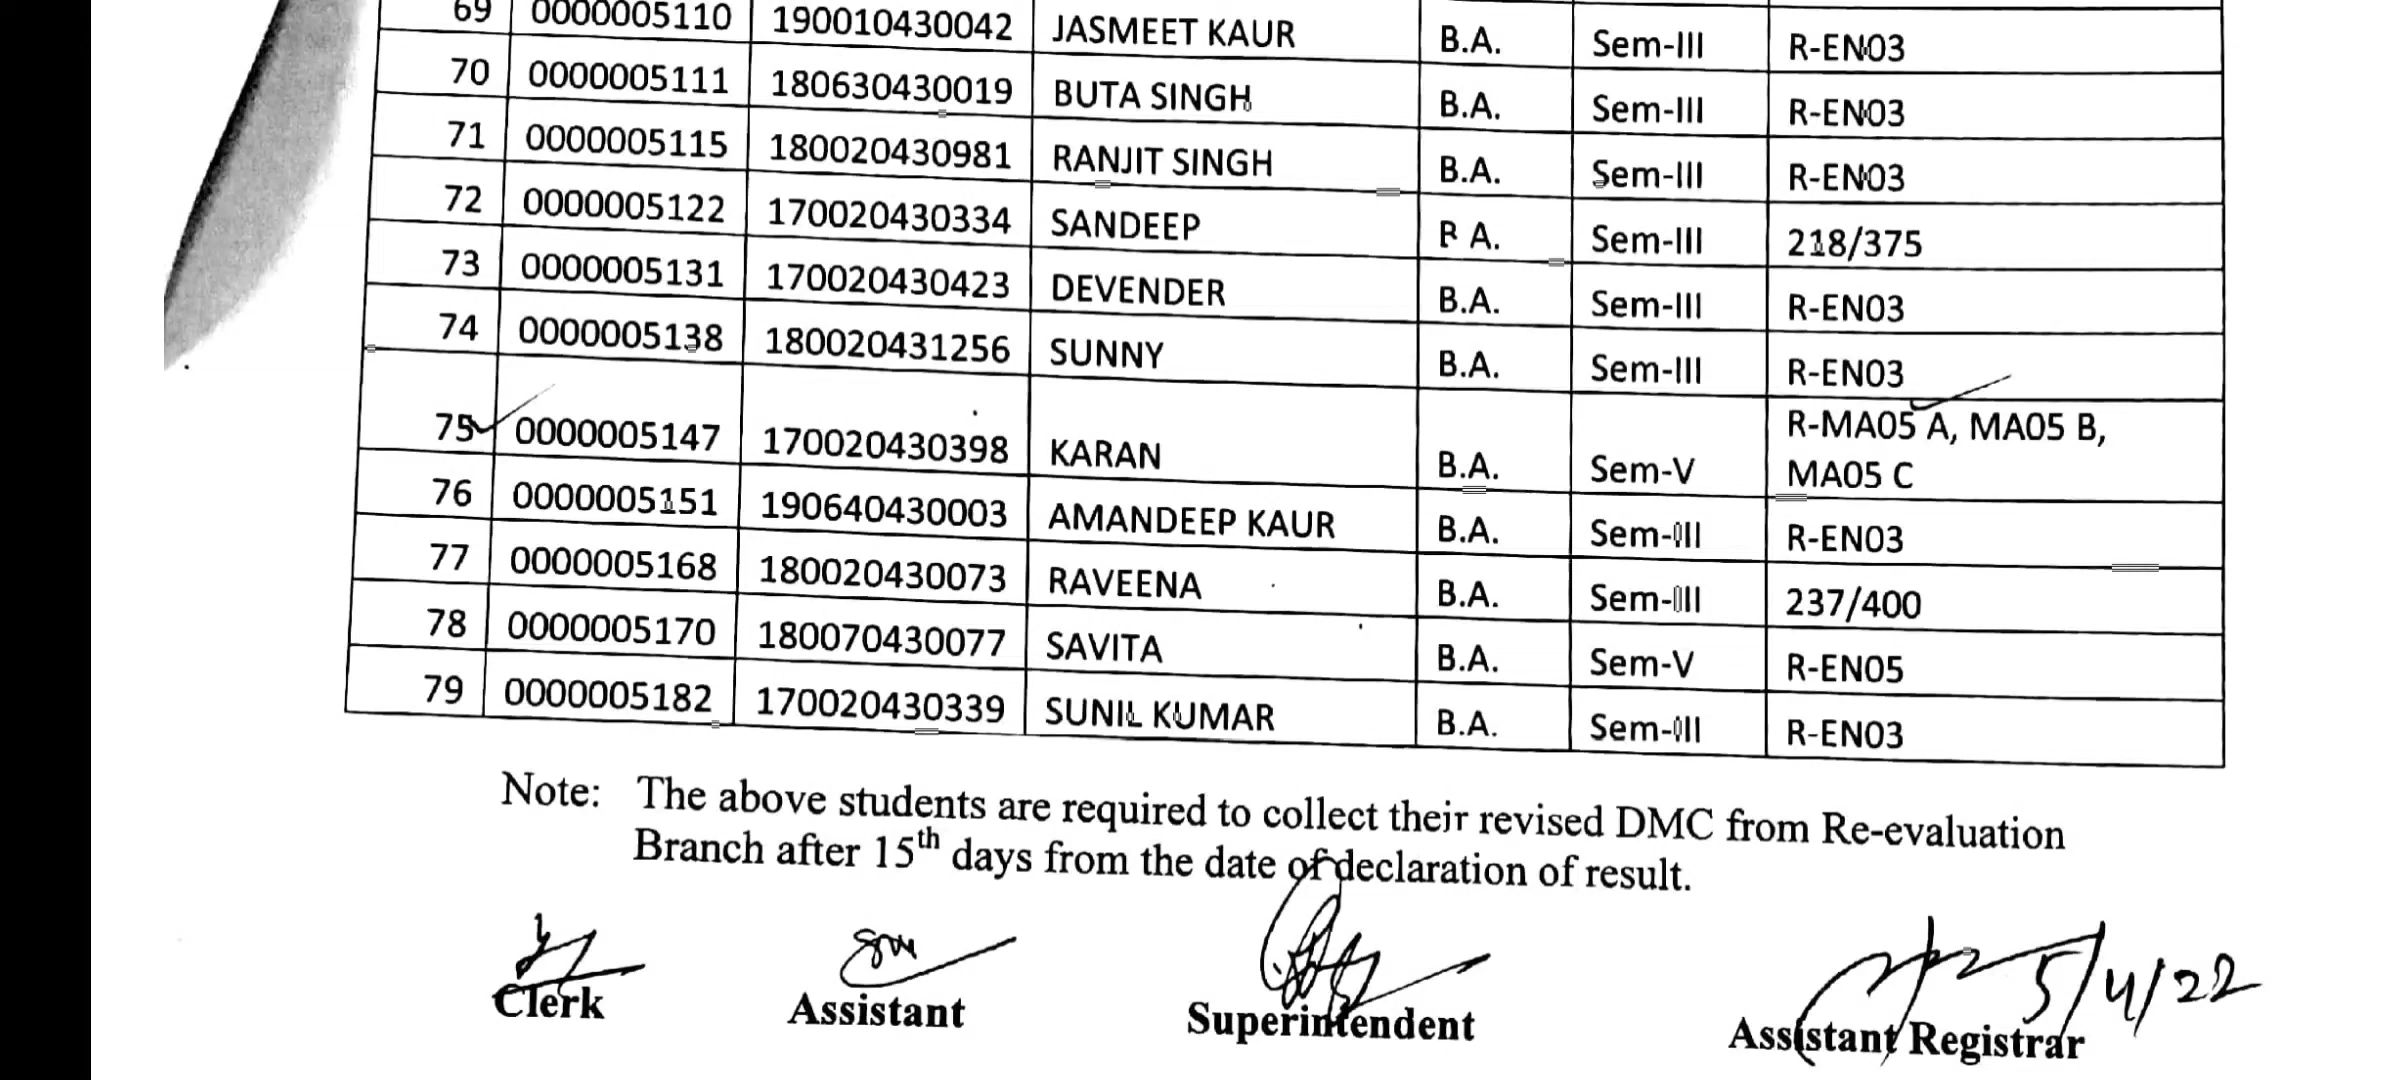 69 0000005110 190010430042 JASMEET KAUR B.A. Sem-III R-EN03
70 0000005111 180630430019 BUTA SINGH B.A. Sem-III R-EN03
71 0000005115 180020430981 RANJIT SINGH B.A. Sem-III R-EN03
72 0000005122 170020430334 SANDEEP B.A. Sem-III 218/375
73 0000005131 170020430423 DEVENDER B.A. Sem-III R-EN03
74 0000005138 180020431256 SUNNY B.A. Sem-III R-EN03
75 0000005147 170020430398 KARAN B.A. Sem-V R-MA05 A, MA05 B,
MA05 C
76 0000005151 190640430003 AMANDEEP KAUR B.A. Sem-III R-EN03
77 0000005168 180020430073 RAVEENA B.A. Sem-III 237/400
78 0000005170 180070430077 SAVITA B.A. Sem-V R-EN05
79 0000005182 170020430339 SUNIL KUMAR B.A. Sem-III R-EN03
Note: The above students are required to collect their revised DMC from Re-evaluation
Branch after 15th days from the date of declaration of result.
5/4/22
Clerk Assistant Superintendent Assistant Registrar